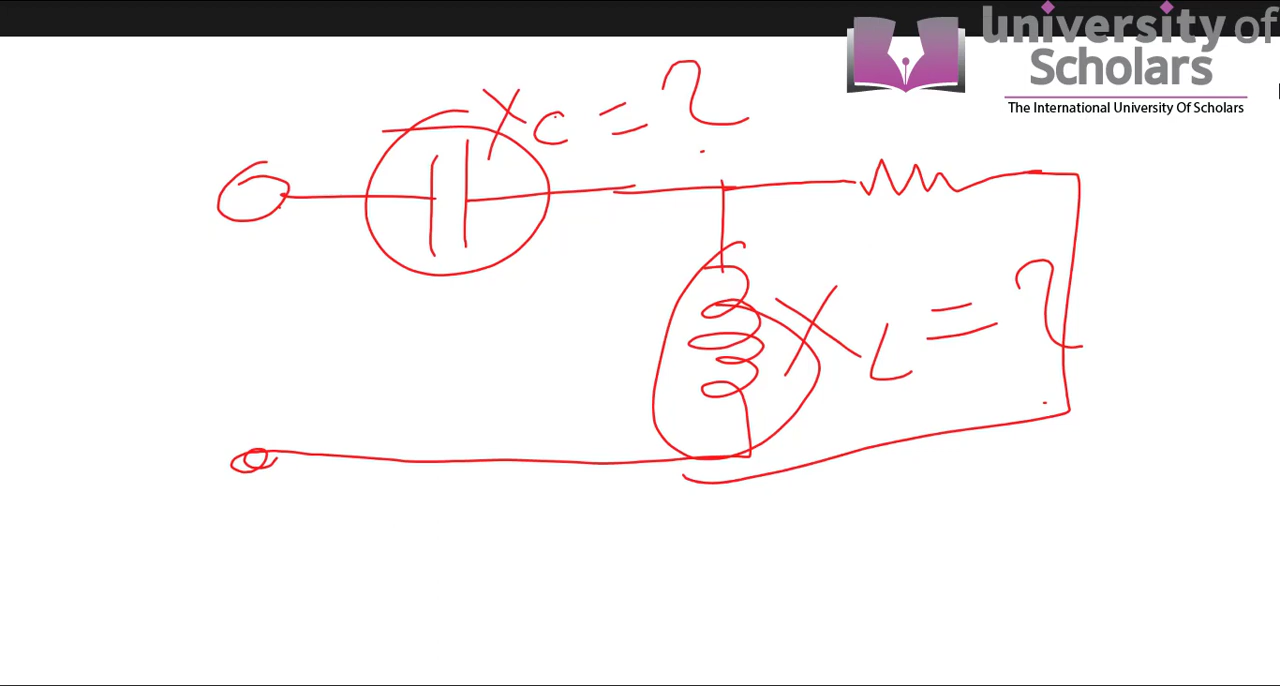 University of
Scholars
The International University Of Scholars
Xc = ?
XL = ?